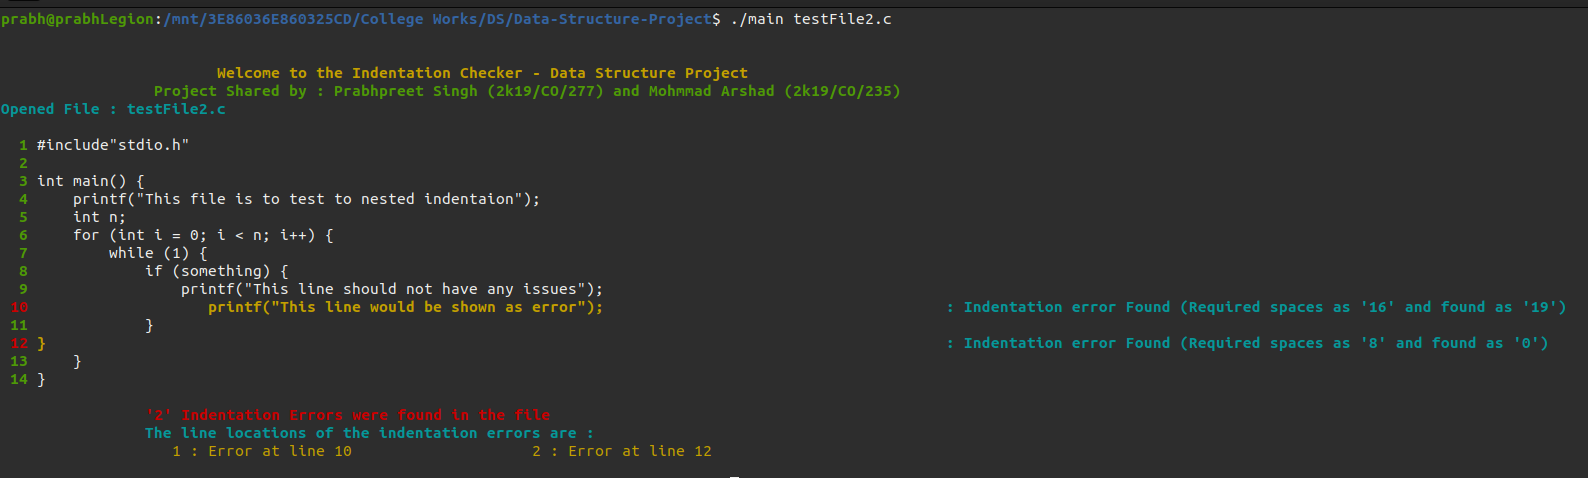 prabh@prabhLegion:/mnt/3E86036E860325CD/College Works/DS/Data-Structure-Project$ ./main testFile2.c
Welcome to the Indentation Checker - Data Structure Project
Project Shared by : Prabhpreet Singh (2k19/CO/277) and Mohmmad Arshad (2k19/CO/235)
Opened File : testFile2.c
1 #include"stdio.h"
2
3 int main() {
4     printf("This file is to test to nested indentaion");
5     int n;
6     for (int i = 0; i < n; i++) {
7         while (1) {
8             if (something) {
9                 printf("This line should not have any issues");
10                    printf("This line would be shown as error"); : Indentation error Found (Required spaces as '16' and found as '19')
11             }
12 } : Indentation error Found (Required spaces as '8' and found as '0')
13     }
14 }
'2' Indentation Errors were found in the file
The line locations of the indentation errors are :
1 : Error at line 10 2 : Error at line 12